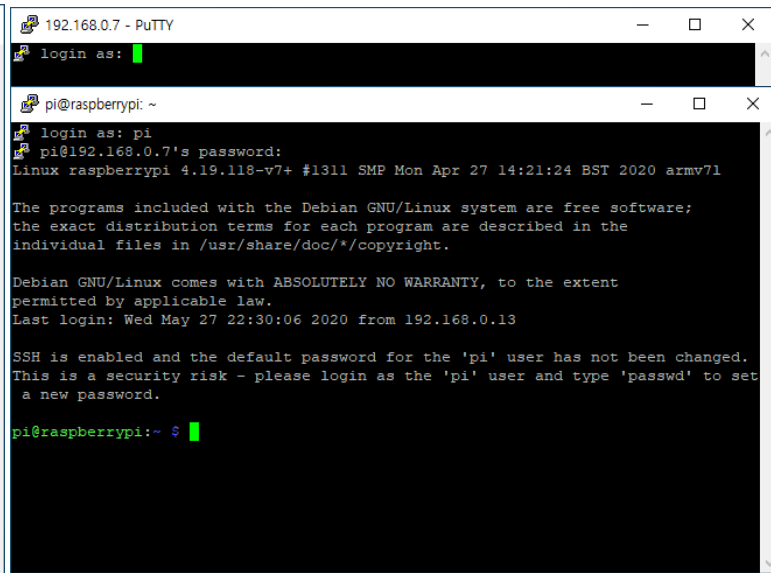 192.168.0.7 - PuTTY
login as:
pi@raspberrypi: ~
login as: pi
pi@192.168.0.7's password:
Linux raspberrypi 4.19.118-v7+ #1311 SMP Mon Apr 27 14:21:24 BST 2020 armv7l
The programs included with the Debian GNU/Linux system are free software;
the exact distribution terms for each program are described in the
individual files in /usr/share/doc/*/copyright.
Debian GNU/Linux comes with ABSOLUTELY NO WARRANTY, to the extent
permitted by applicable law.
Last login: Wed May 27 22:30:06 2020 from 192.168.0.13
SSH is enabled and the default password for the 'pi' user has not been changed.
This is a security risk - please login as the 'pi' user and type 'passwd' to set
a new password.
pi@raspberrypi:~ $